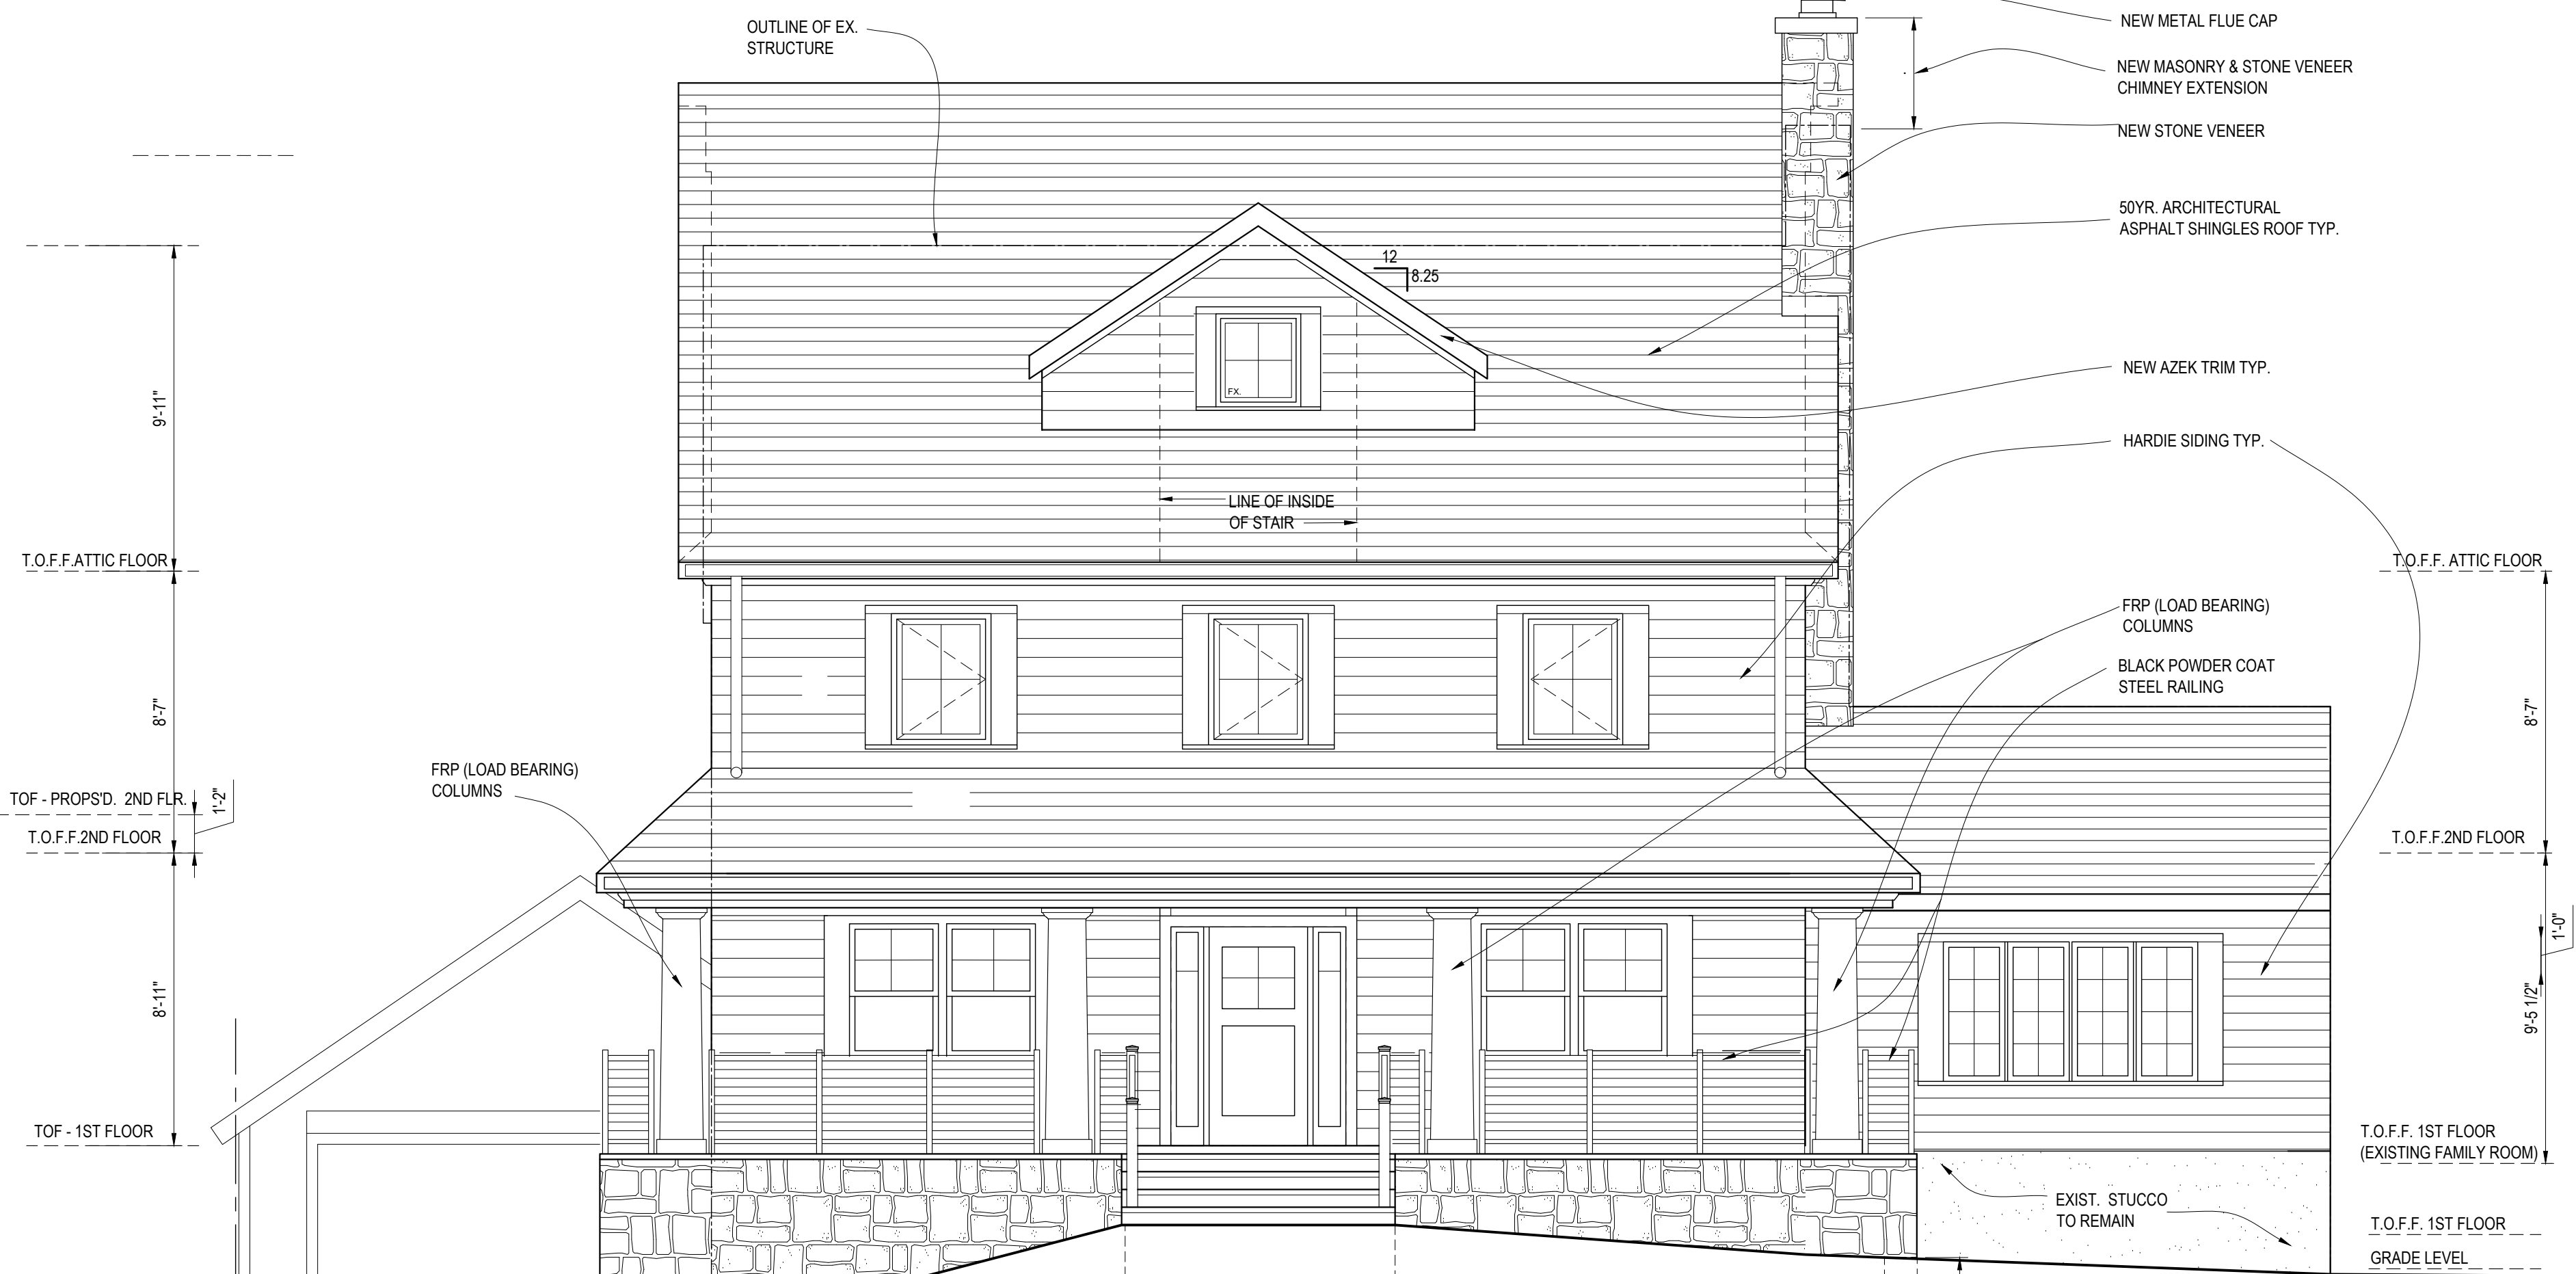 OUTLINE OF EX.
STRUCTURE
NEW METAL FLUE CAP
NEW MASONRY & STONE VENEER
CHIMNEY EXTENSION
NEW STONE VENEER
50YR. ARCHITECTURAL
ASPHALT SHINGLES ROOF TYP.
12
8.25
NEW AZEK TRIM TYP.
FX.
9'-11"
HARDIE SIDING TYP.
LINE OF INSIDE
OF STAIR
T.O.F.F.ATTIC FLOOR
T.O.F.F. ATTIC FLOOR
FRP (LOAD BEARING)
COLUMNS
BLACK POWDER COAT
STEEL RAILING
8'-7"
8'-7"
FRP (LOAD BEARING)
COLUMNS
TOF - PROPS'D. 2ND FLR.
1'-2"
T.O.F.F.2ND FLOOR
T.O.F.F.2ND FLOOR
1'-0"
8'-11"
9'-5 1/2"
TOF - 1ST FLOOR
T.O.F.F. 1ST FLOOR
(EXISTING FAMILY ROOM)
EXIST. STUCCO
TO REMAIN
T.O.F.F. 1ST FLOOR
GRADE LEVEL